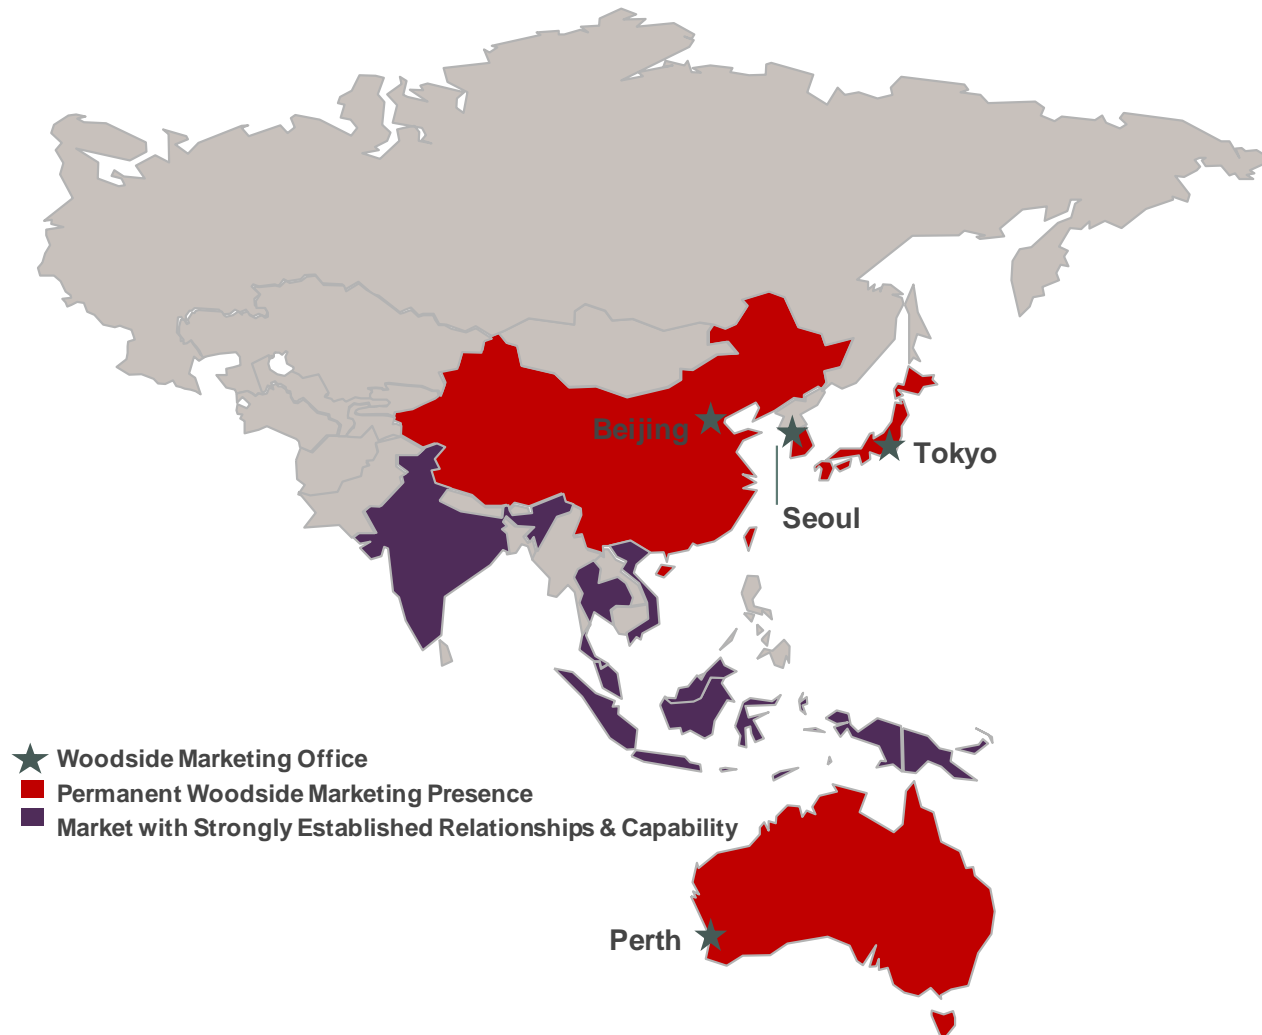 Beijing
Tokyo
Seoul
Woodside Marketing Office
Permanent Woodside Marketing Presence
Market with Strongly Established Relationships & Capability
Perth